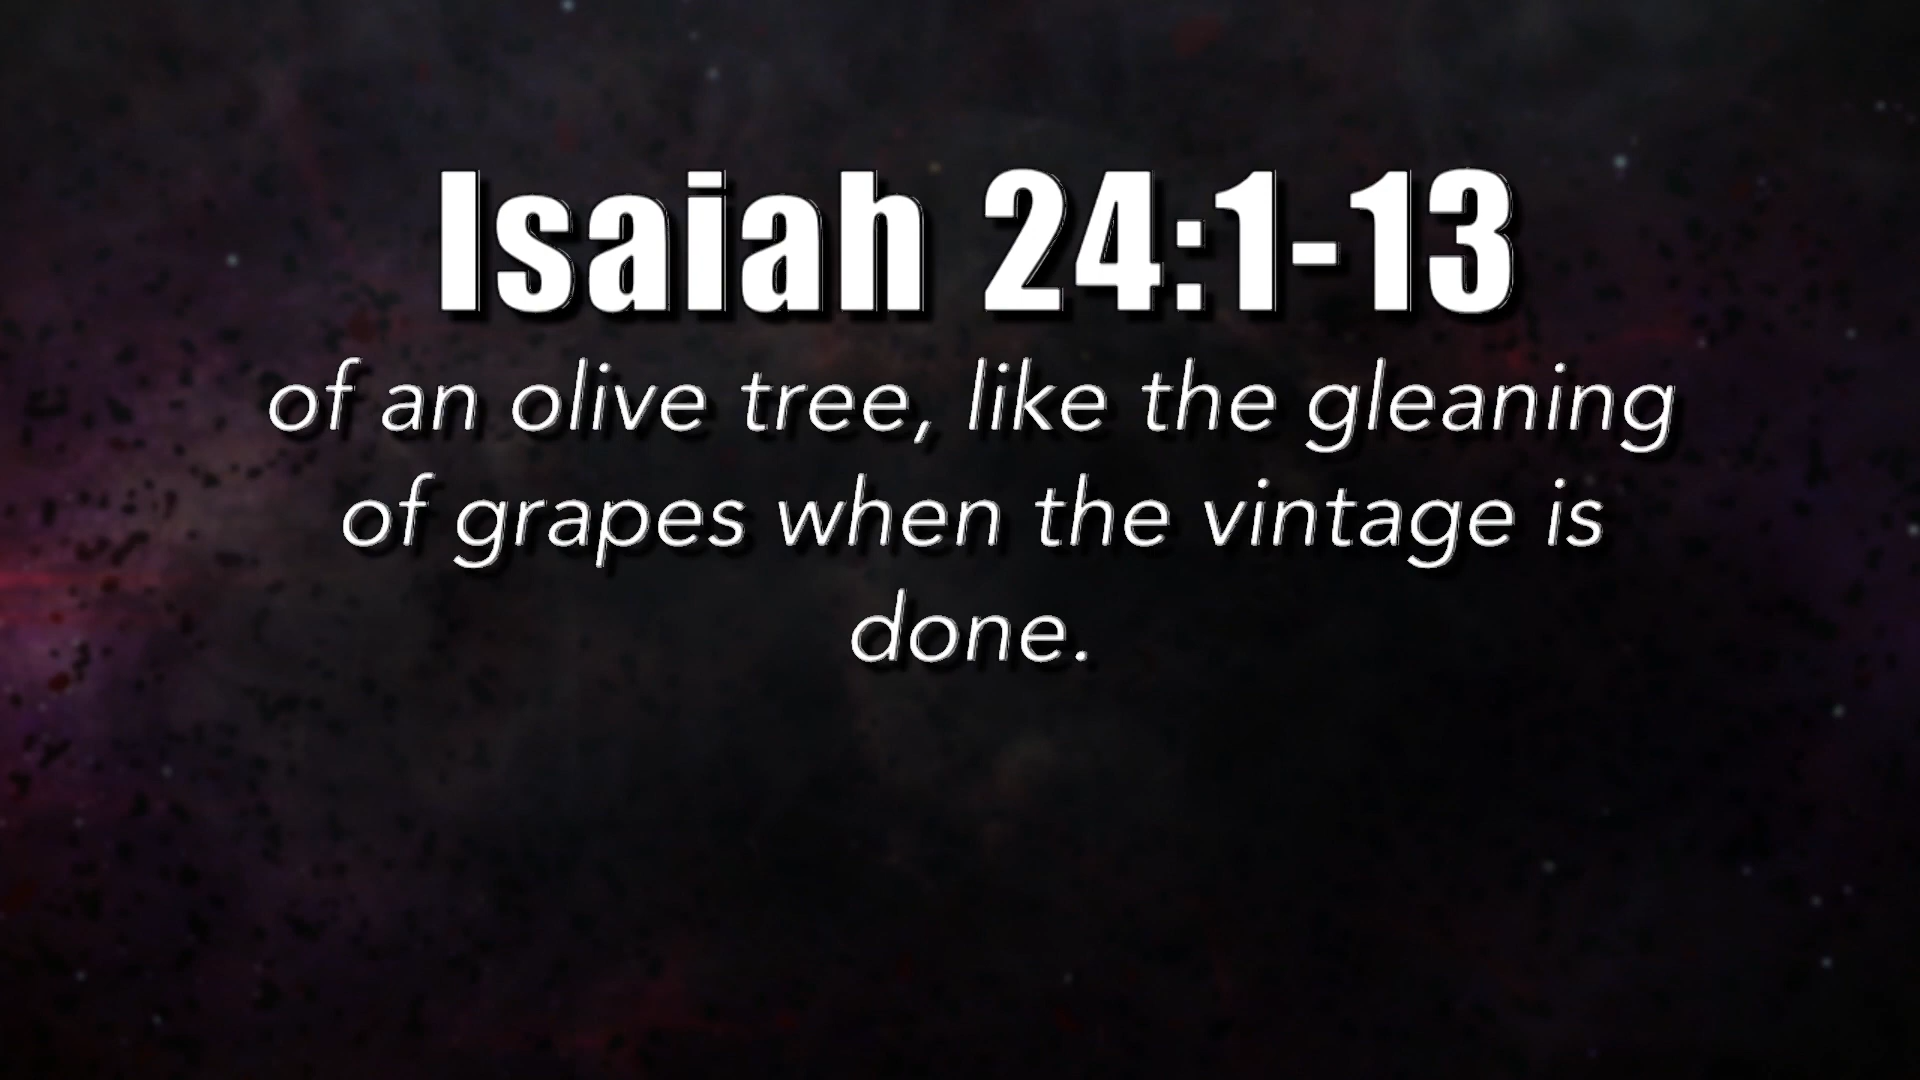 Isaiah 24:1-13
of an olive tree, like the gleaning
of grapes when the vintage is
done.